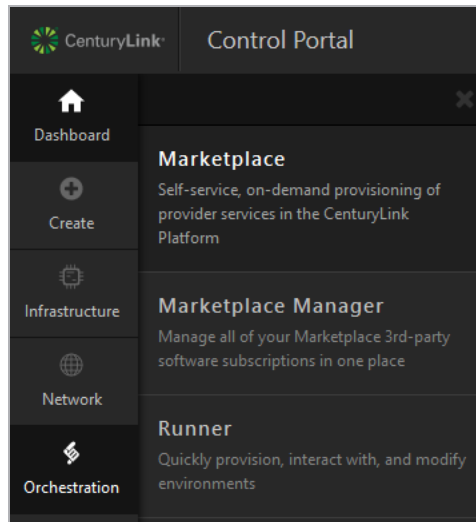 CenturyLink Control Portal
Dashboard
Create
Infrastructure
Network
Orchestration
Marketplace
Self-service, on-demand provisioning of
provider services in the CenturyLink
Platform
Marketplace Manager
Manage all of your Marketplace 3rd-party
software subscriptions in one place
Runner
Quickly provision, interact with, and modify
environments